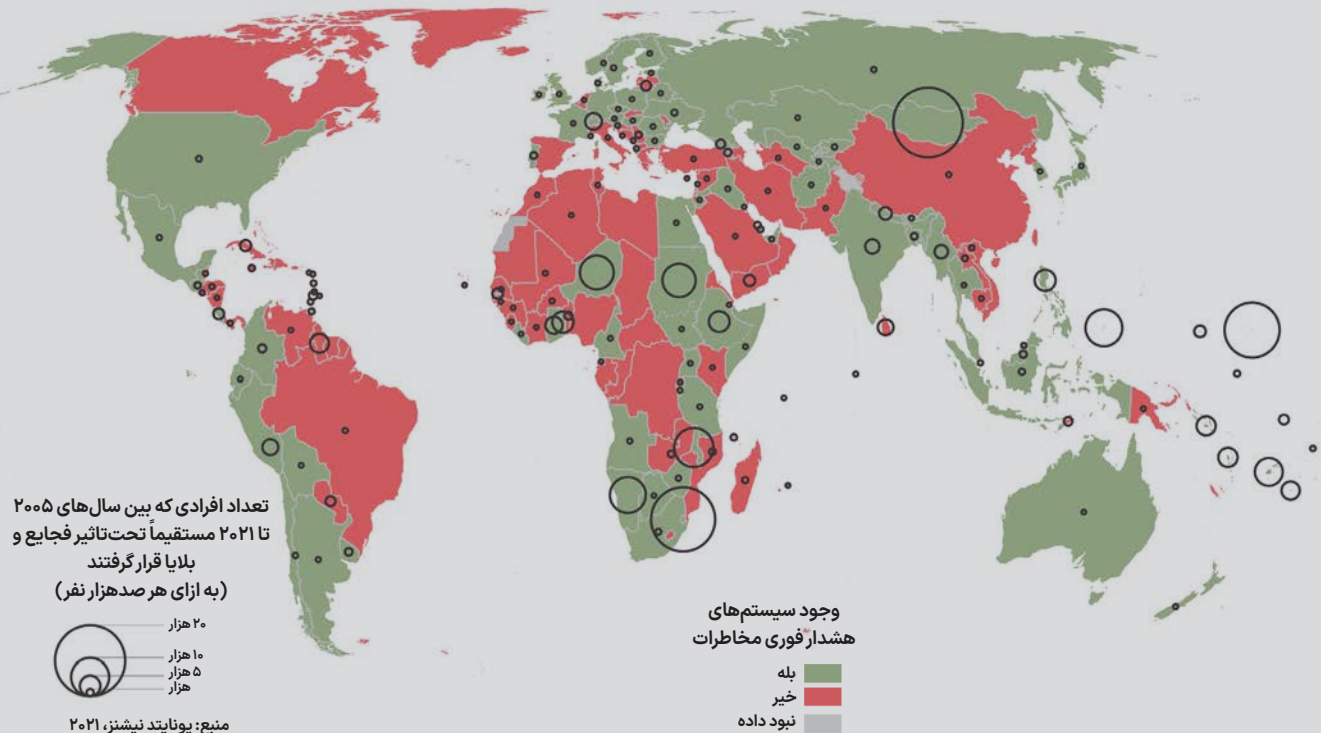 تعداد افرادی که بین سال‌های ۲۰۰۵
تا ۲۰۲۱ مستقیماً تحت‌تاثیر فجایع و
بلایا قرار گرفتند
(به ازای هر صدهزار نفر)
۲۰ هزار
۱۰ هزار
۵ هزار
هزار
منبع: یونایتد نیشنز، ۲۰۲۱
وجود سیستم‌های
هشدار فوری مخاطرات
بله
خیر
نبود داده